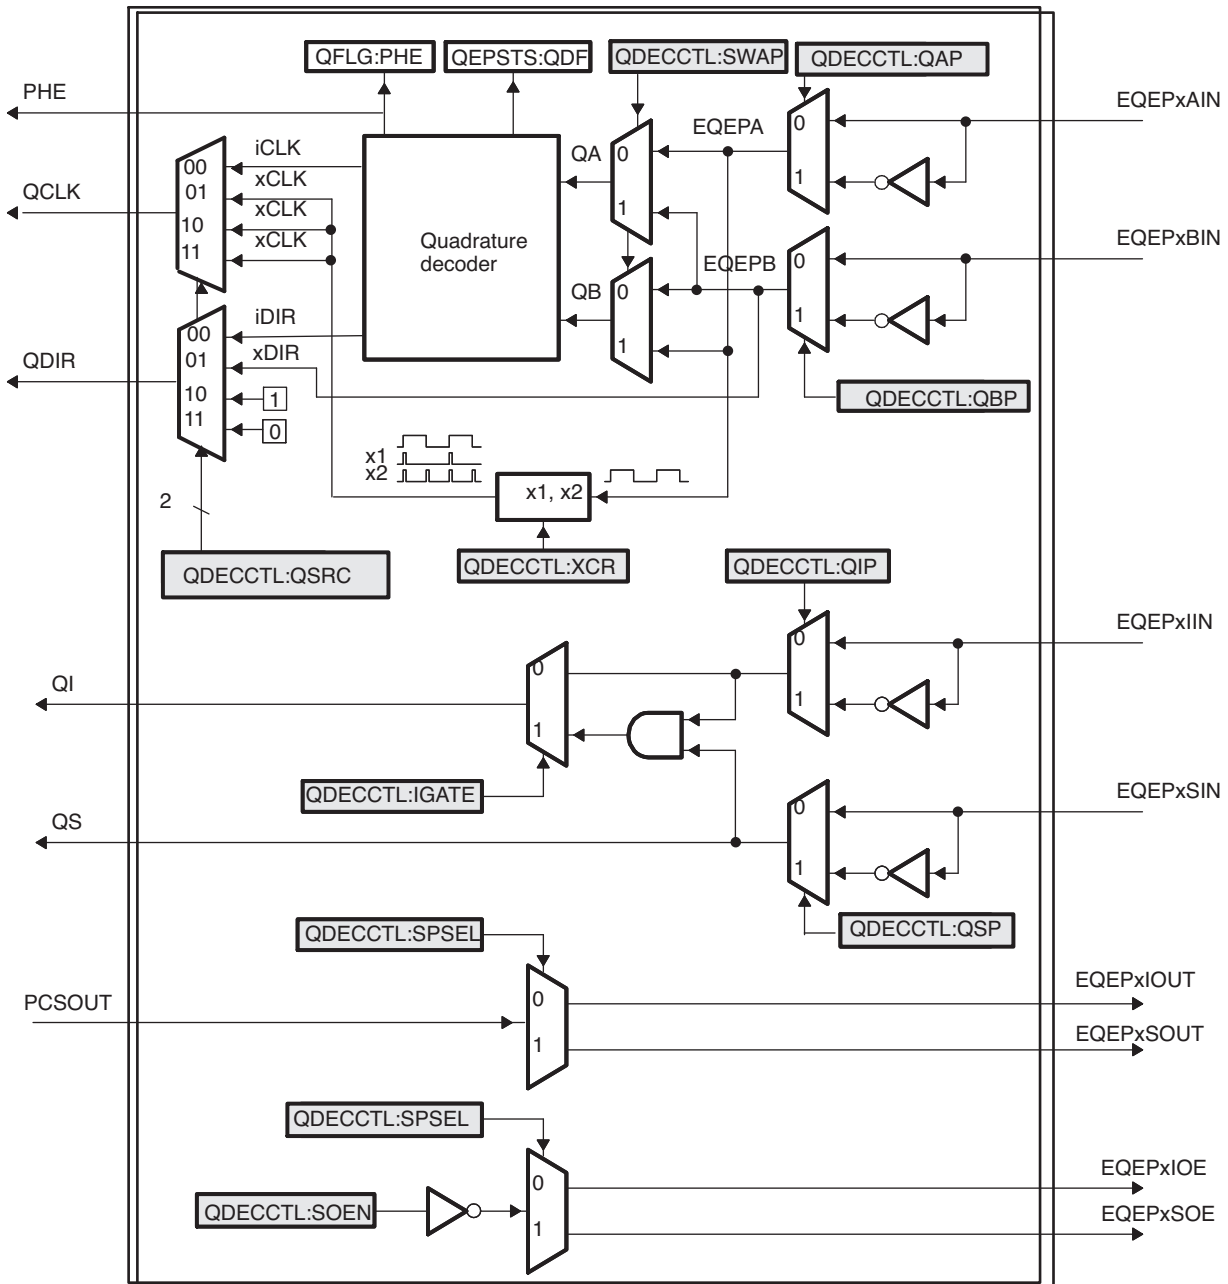 QFLG:PHE QEPSTS:QDF QDECCTL:SWAP QDECCTL:QAP
PHE
EQEPxAIN
EQEPA
0
1
iCLK
00
xCLK
01
QCLK
xCLK
10
xCLK
11
QA
0
1
Quadrature
decoder
EQEPxBIN
EQEPB
0
1
QB
0
1
iDIR
00
xDIR
01
QDIR
10
1
11
0
QDECCTL:QBP
x1
x2
x1, x2
2
QDECCTL:QSRC
QDECCTL:XCR
QDECCTL:QIP
EQEPxIIN
0
1
QI
0
1
QDECCTL:IGATE
EQEPxSIN
0
1
QS
QDECCTL:QSP
QDECCTL:SPSEL
EQEPxIOUT
PCSOUT
0
1
EQEPxSOUT
QDECCTL:SPSEL
EQEPxIOE
0
QDECCTL:SOEN
1
EQEPxSOE